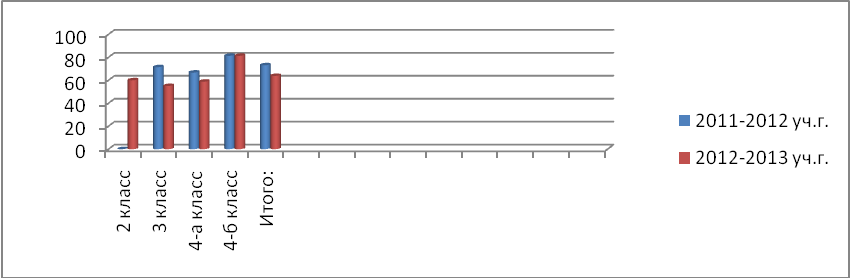 100
80
60
40
20
0
2 класс
3 класс
4-а класс
4-б класс
Итого:
2011-2012 уч.г.
2012-2013 уч.г.